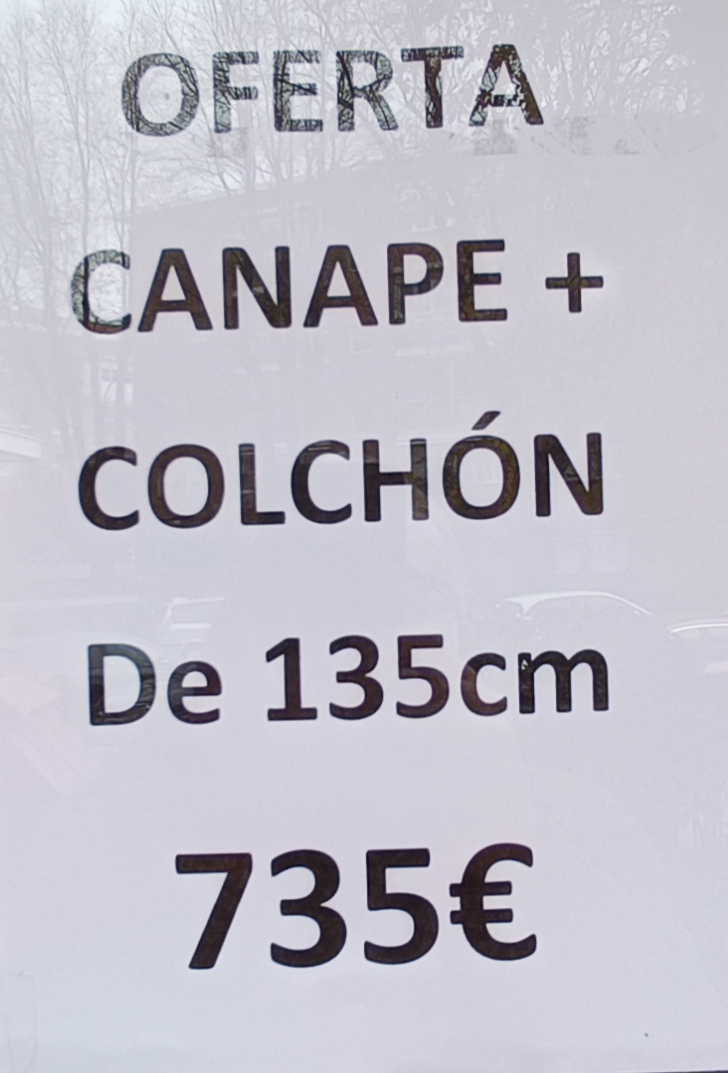 OFERTA
CANAPE +
COLCHÓN
De 135cm
735€